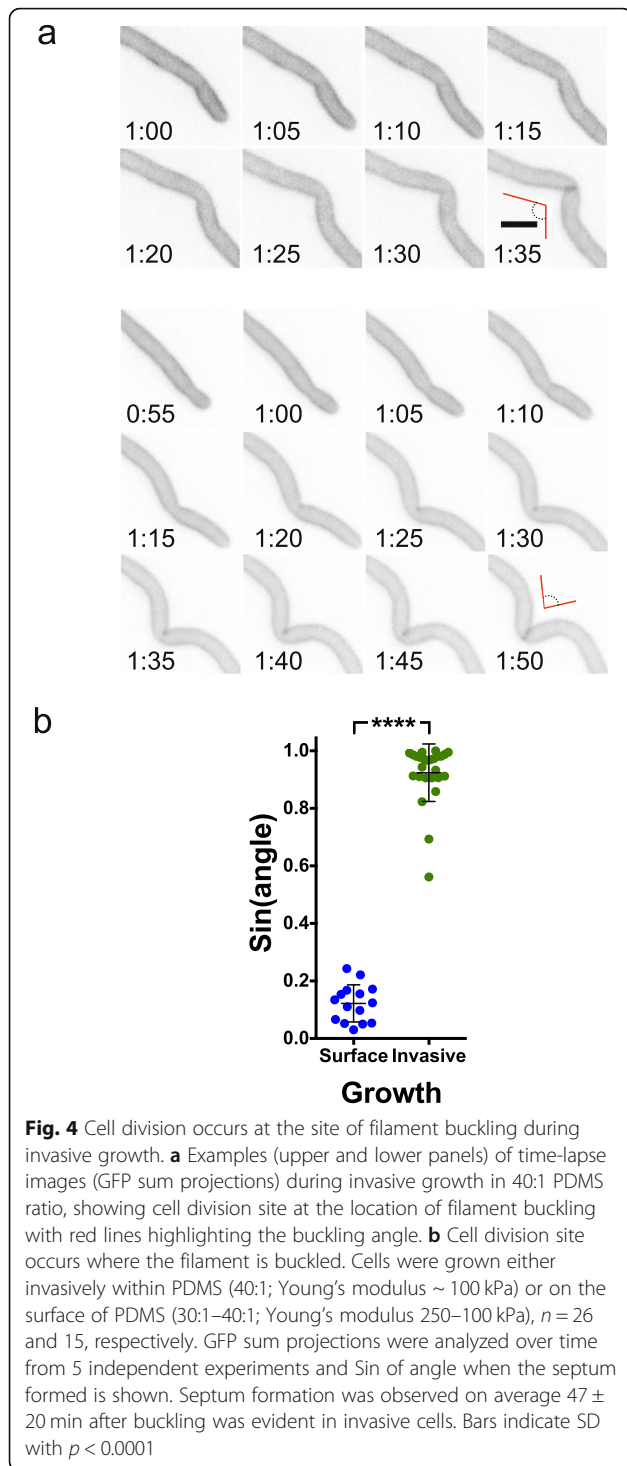 a
1:00 1:05 1:10 1:15
1:20 1:25 1:30 1:35
0:55 1:00 1:05 1:10
1:15 1:20 1:25 1:30
1:35 1:40 1:45 1:50
b
****
1.0
0.8
0.6
0.4
0.2
0.0
Sin(angle)
Surface Invasive
Growth
Fig. 4 Cell division occurs at the site of filament buckling during
invasive growth. a Examples (upper and lower panels) of time-lapse
images (GFP sum projections) during invasive growth in 40:1 PDMS
ratio, showing cell division site at the location of filament buckling
with red lines highlighting the buckling angle. b Cell division site
occurs where the filament is buckled. Cells were grown either
invasively within PDMS (40:1; Young’s modulus ~ 100 kPa) or on the
surface of PDMS (30:1–40:1; Young’s modulus 250–100 kPa), n = 26
and 15, respectively. GFP sum projections were analyzed over time
from 5 independent experiments and Sin of angle when the septum
formed is shown. Septum formation was observed on average 47 ±
20 min after buckling was evident in invasive cells. Bars indicate SD
with p < 0.0001